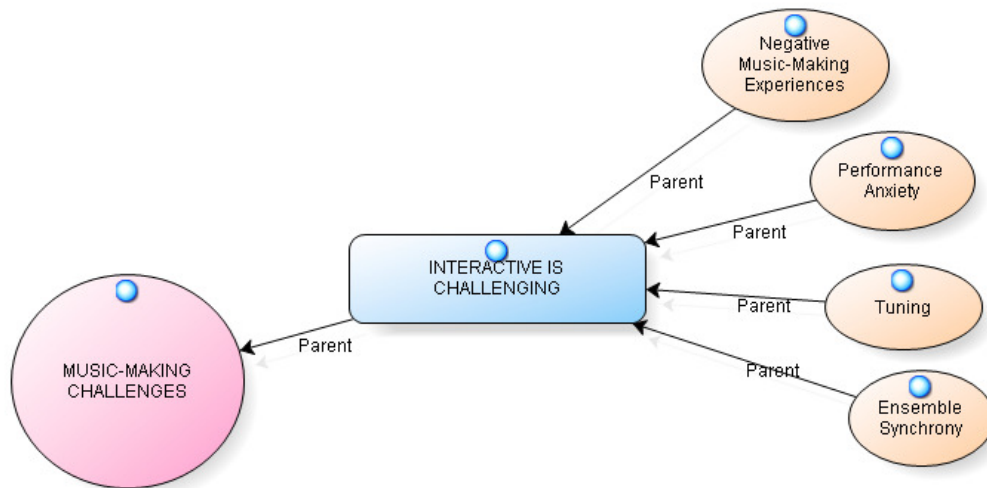 Negative
Music-Making
Experiences
Performance
Anxiety
Parent
Parent
INTERACTIVE IS
CHALLENGING
Parent
Tuning
Parent
MUSIC-MAKING
CHALLENGES
Parent
Ensemble
Synchrony